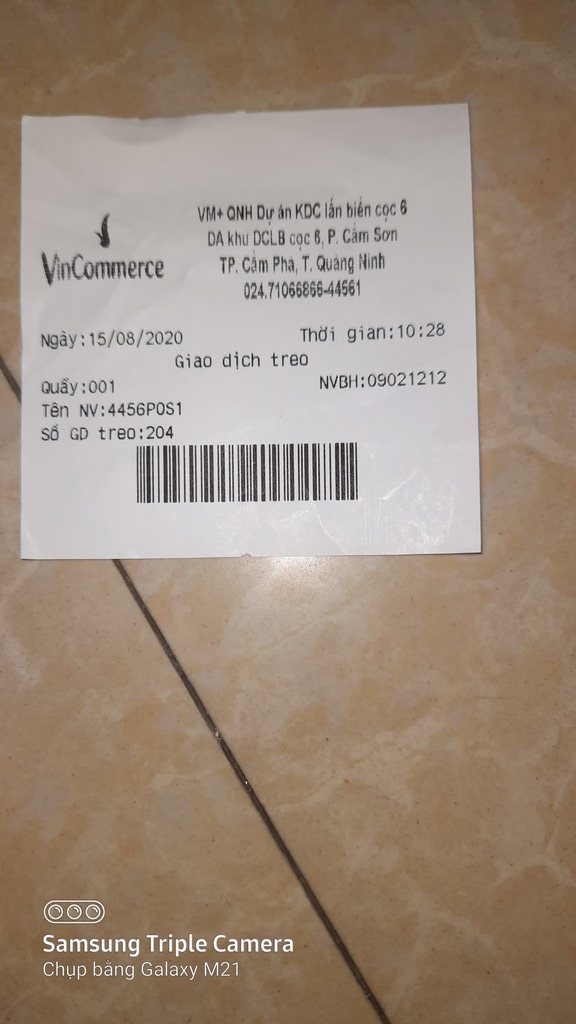 VinCommerce
VM+ QNH Dự án KDC lấn biển cọc 6
DA khu DCLB cọc 6, P. Cẩm Sơn
TP. Cẩm Phả, T. Quảng Ninh
024.71066866-44561
Ngày:15/08/2020 Thời gian:10:28
Giao dịch treo
Quầy:001 NVBH:09021212
Tên NV:4456POS1
Số GD treo:204
Samsung Triple Camera
Chụp bằng Galaxy M21